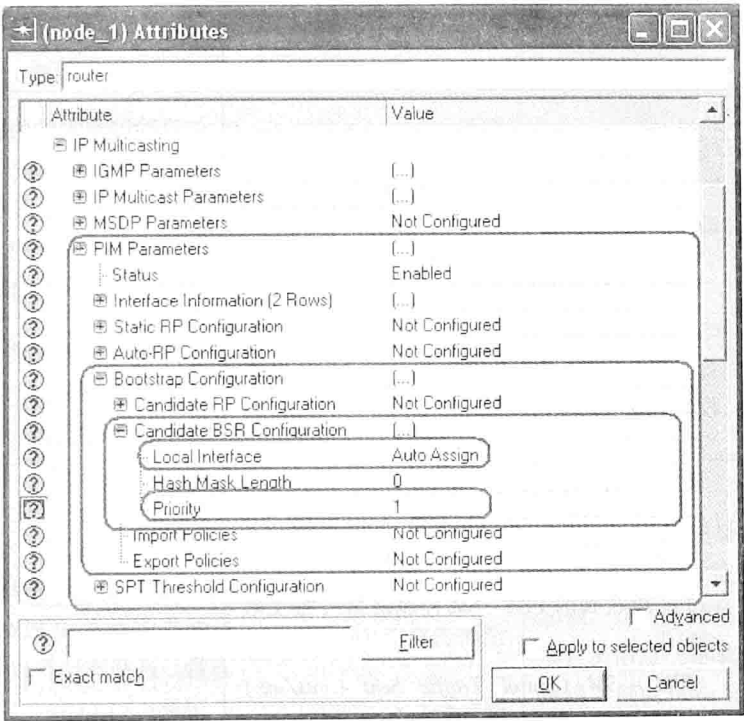 (node_1) Attributes
Type: router
Attribute Value
IP Multicasting
IGMP Parameters (...)
IP Multicast Parameters (...)
MSDP Parameters Not Configured
PIM Parameters (...)
Status Enabled
Interface Information (2 Rows) (...)
Static RP Configuration Not Configured
Auto-RP Configuration Not Configured
Bootstrap Configuration (...)
Candidate RP Configuration Not Configured
Candidate BSR Configuration (...)
Local Interface Auto Assign
Hash Mask Length 0
Priority 1
Import Policies Not Configured
Export Policies Not Configured
SPT Threshold Configuration Not Configured
Advanced
Filter
Apply to selected objects
Exact match
OK
Cancel